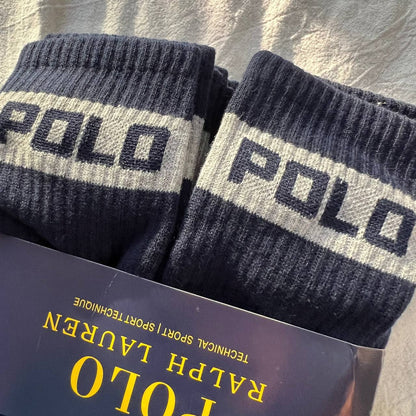 POLO
POLO
TECHNICAL SPORT | SPORT TECHNIQUE
RALPH LAUREN
POLO